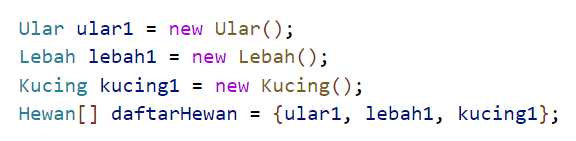 Ular ular1 = new Ular();
Lebah lebah1 = new Lebah();
Kucing kucing1 = new Kucing();
Hewan[] daftarHewan = {ular1, lebah1, kucing1};